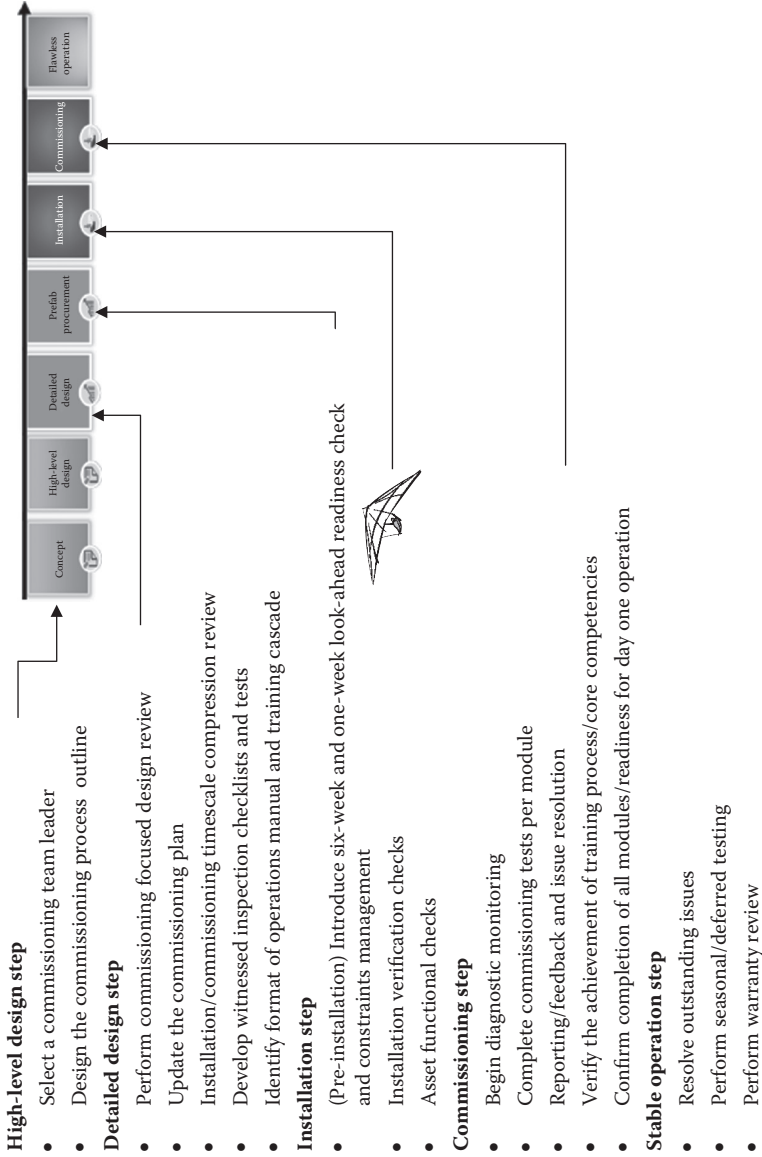 High-level design step
• Select a commissioning team leader
• Design the commissioning process outline
Detailed design step
• Perform commissioning focused design review
• Update the commissioning plan
• Installation/commissioning timescale compression review
• Develop witnessed inspection checklists and tests
• Identify format of operations manual and training cascade
Installation step
• (Pre-installation) Introduce six-week and one-week look-ahead readiness check
and constraints management
• Installation verification checks
• Asset functional checks
Commissioning step
• Begin diagnostic monitoring
• Complete commissioning tests per module
• Reporting/feedback and issue resolution
• Verify the achievement of training process/core competencies
• Confirm completion of all modules/readiness for day one operation
Stable operation step
• Resolve outstanding issues
• Perform seasonal/deferred testing
• Perform warranty review
Concept
High-level
design
Detailed
design
Prefab
procurement
Installation
Commissioning
Flawless
operation